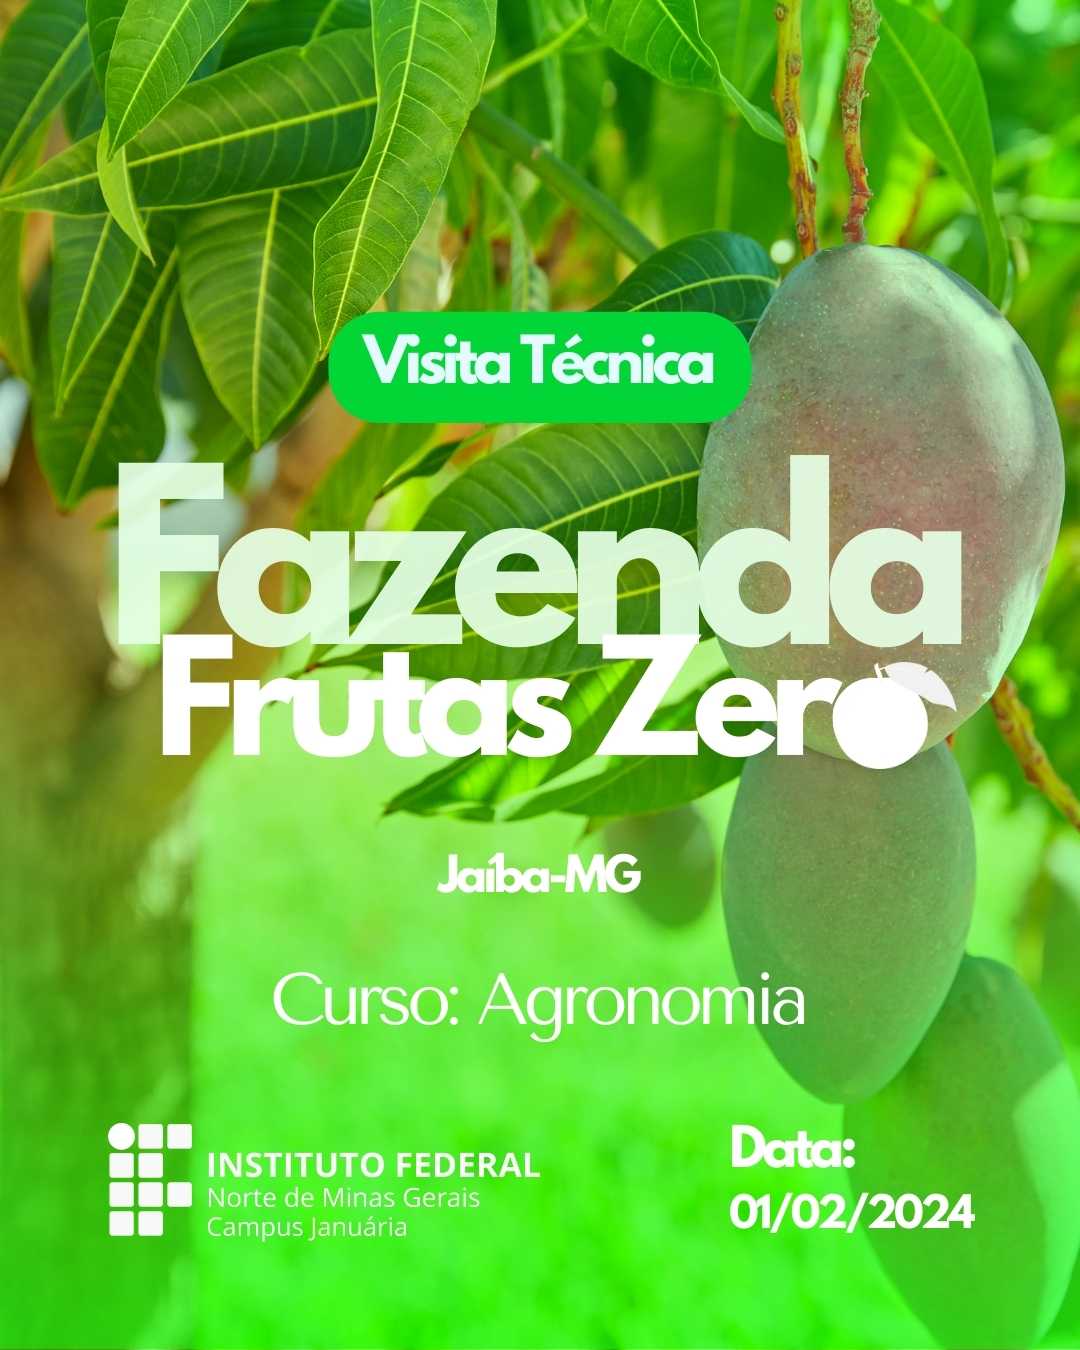 Visita Técnica
Fazenda
Frutas Zero
Jaíba-MG
Curso: Agronomia
INSTITUTO FEDERAL
Norte de Minas Gerais
Campus Januária
Data:
01/02/2024